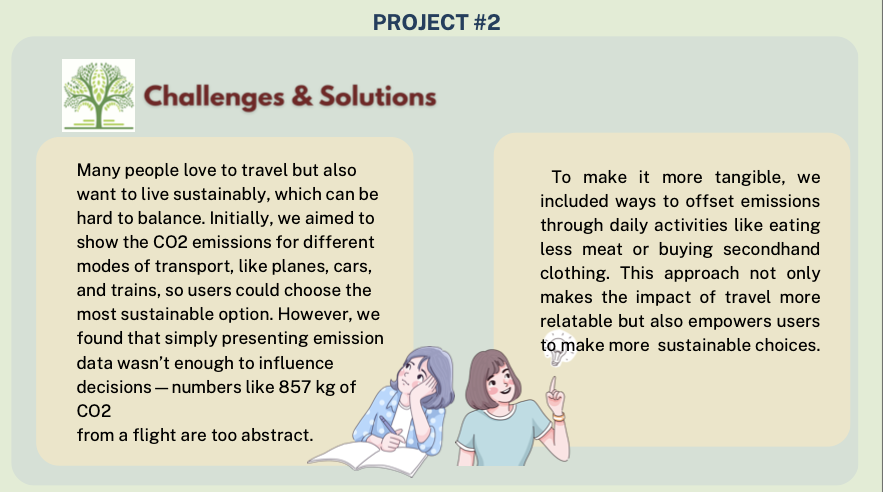 PROJECT #2
Challenges & Solutions
Many people love to travel but also
want to live sustainably, which can be
hard to balance. Initially, we aimed to
show the CO2 emissions for different
modes of transport, like planes, cars,
and trains, so users could choose the
most sustainable option. However, we
found that simply presenting emission
data wasn't enough to influence
decisions—numbers like 857 kg of
CO2
from a flight are too abstract.
To make it more tangible, we
included ways to offset emissions
through daily activities like eating
less meat or buying secondhand
clothing. This approach not only
makes the impact of travel more
relatable but also empowers users
to make more sustainable choices.